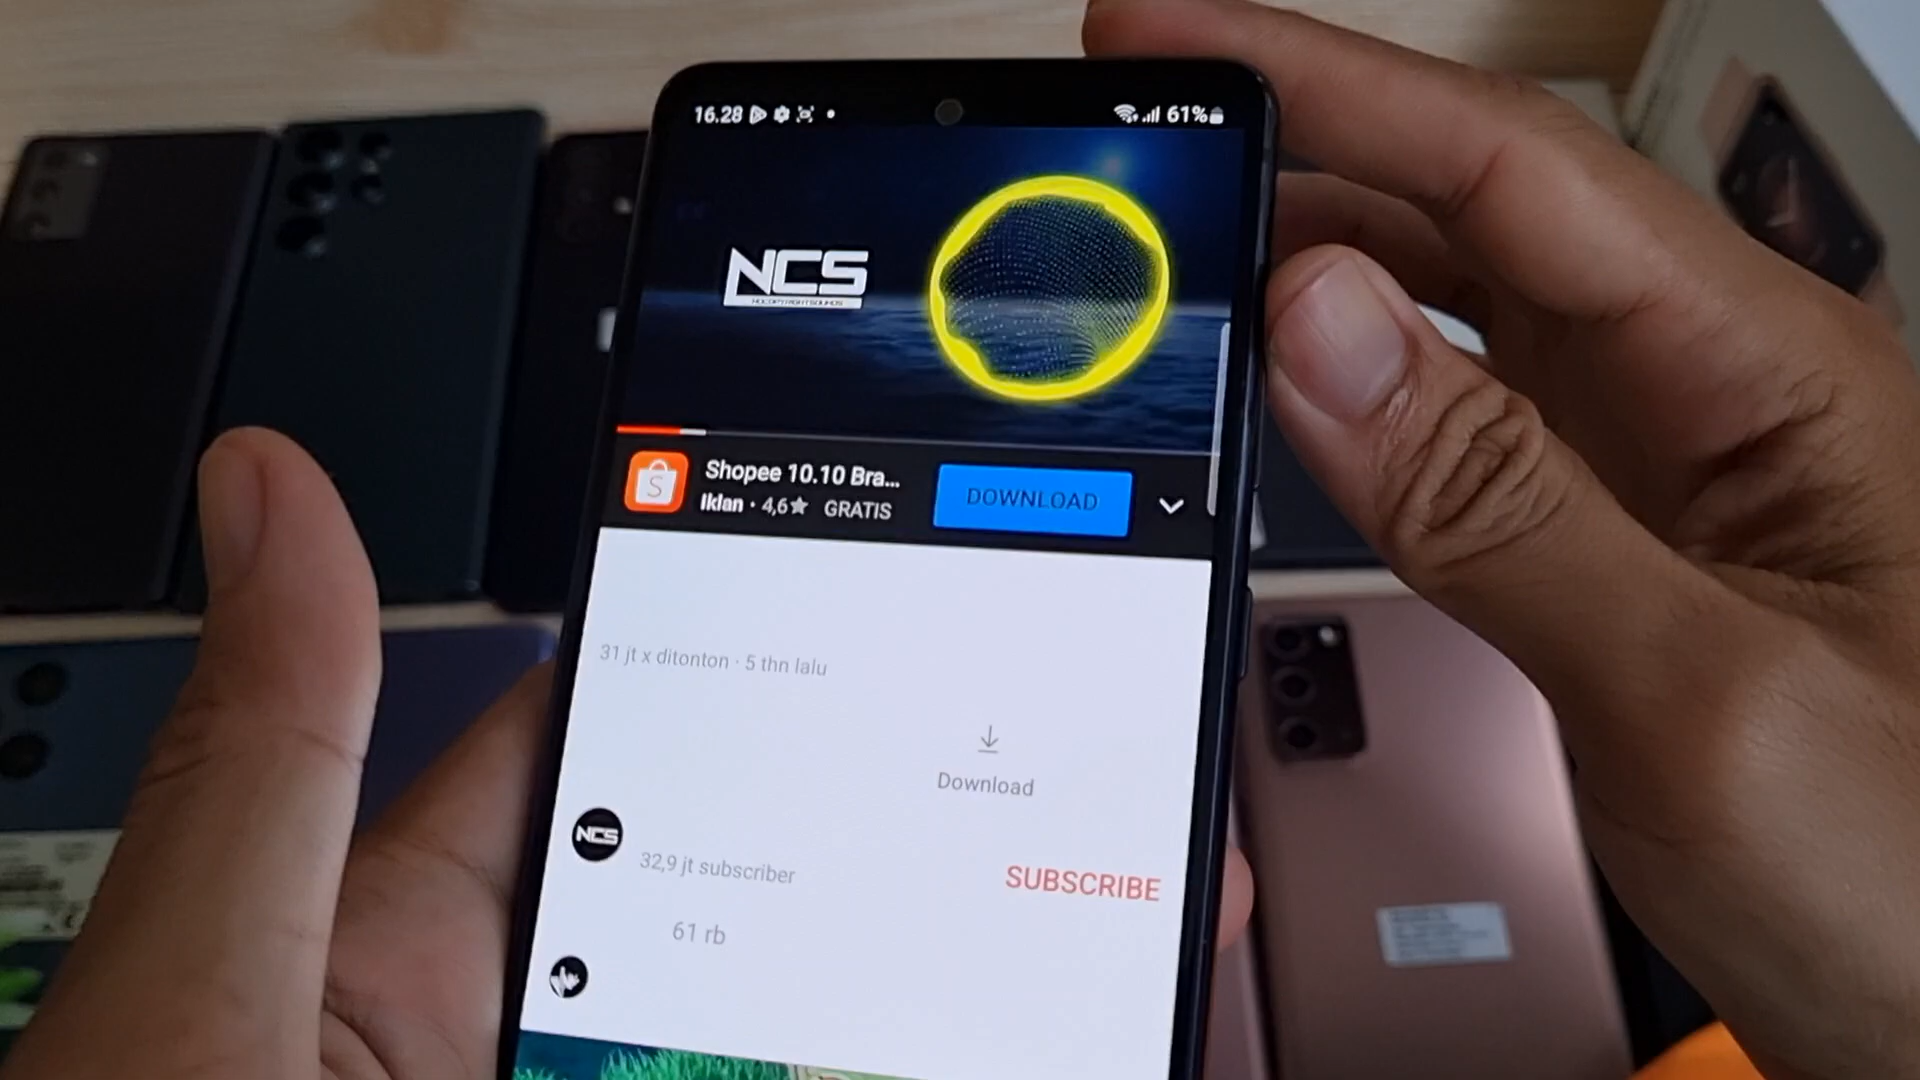 16.28
61%
NCS
NOCOPYRIGHTSOUNDS
Shopee 10.10 Bra...
Iklan · 4,6★ GRATIS
DOWNLOAD
31 jt x ditonton · 5 thn lalu
Download
NCS
32,9 jt subscriber
SUBSCRIBE
61 rb